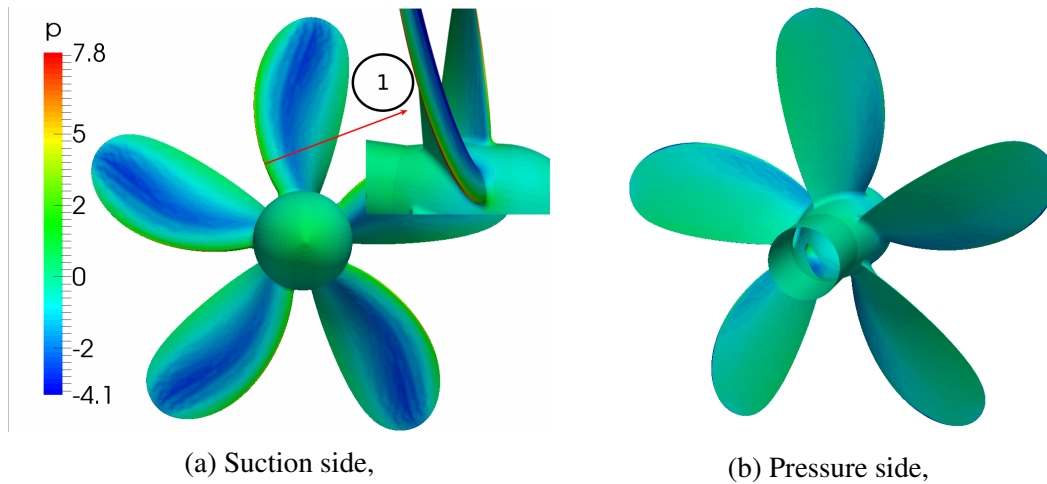 p
7.8
5
2
0
-2
-4.1
1
(a) Suction side,
(b) Pressure side,